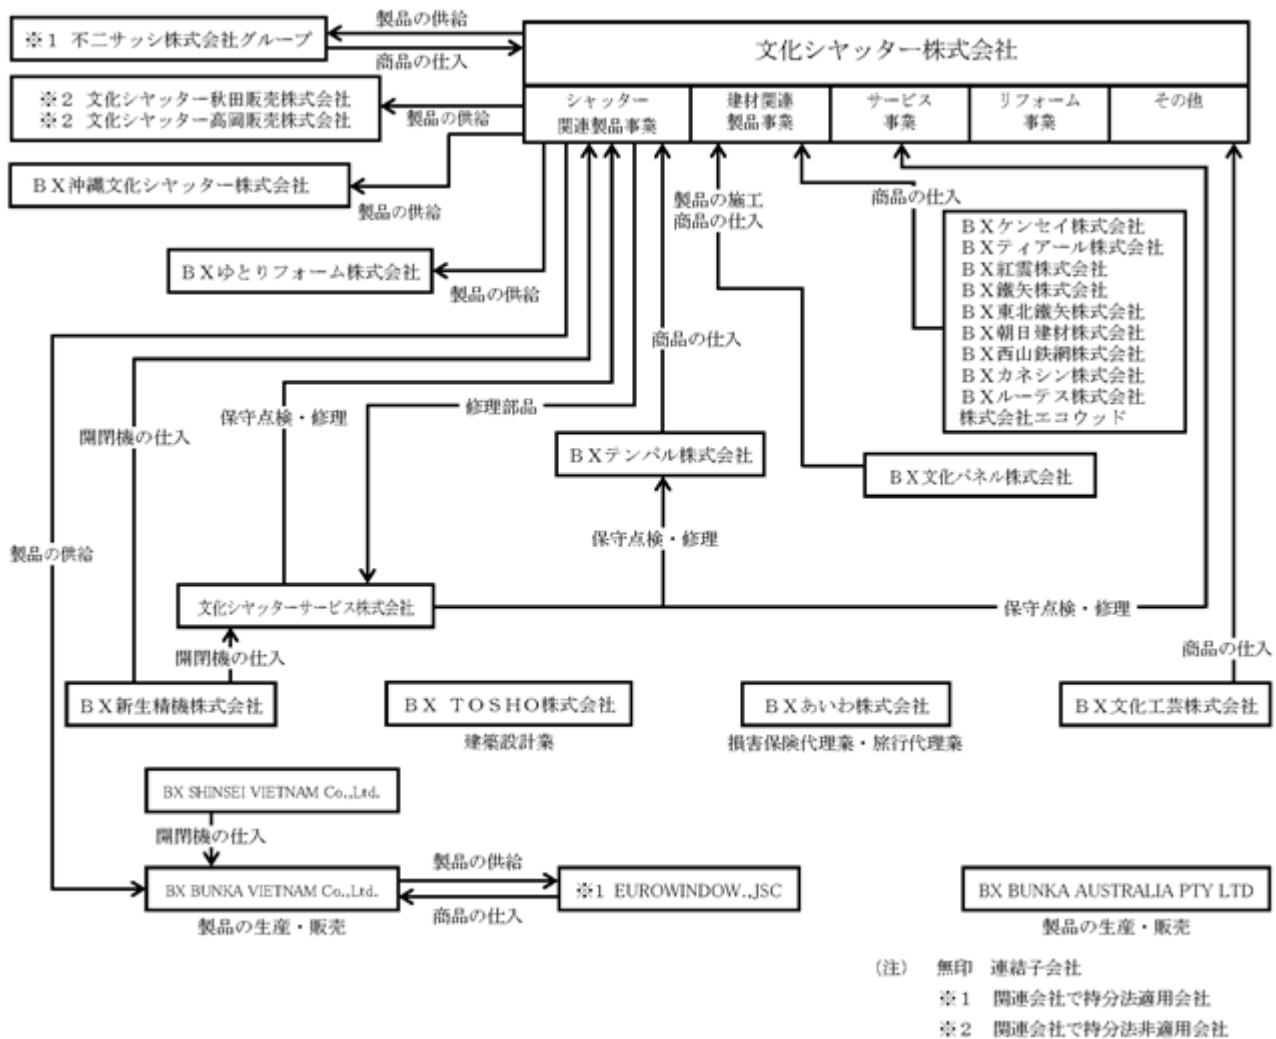 製品の供給
※1 不二サッシ株式会社グループ
商品の仕入
文化シヤッター株式会社
シャッター
関連製品事業
建材関連
製品事業
サービス
事業
リフォーム
事業
その他
※2 文化シヤッター秋田販売株式会社
※2 文化シヤッター高岡販売株式会社
製品の供給
BX沖縄文化シヤッター株式会社
製品の供給
製品の施工
商品の仕入
商品の仕入
BXケンセイ株式会社
BXティアール株式会社
BX紅雲株式会社
BX鐵矢株式会社
BX東北鐵矢株式会社
BX朝日建材株式会社
BX西山鉄網株式会社
BXカネシン株式会社
BXルーテス株式会社
株式会社エコウッド
BXゆとりフォーム株式会社
製品の供給
商品の仕入
保守点検・修理
修理部品
開閉機の仕入
BXテンパル株式会社
BX文化パネル株式会社
保守点検・修理
製品の供給
文化シヤッターサービス株式会社
保守点検・修理
開閉機の仕入
商品の仕入
BX新生精機株式会社
BX TOSHO株式会社
建築設計業
BXあいわ株式会社
損害保険代理業・旅行代理業
BX文化工芸株式会社
BX SHINSEI VIETNAM Co.,Ltd.
開閉機の仕入
BX BUNKA VIETNAM Co.,Ltd.
製品の生産・販売
製品の供給
商品の仕入
※1 EUROWINDOW.,JSC
BX BUNKA AUSTRALIA PTY LTD
製品の生産・販売
(注) 無印 連結子会社
※1 関連会社で持分法適用会社
※2 関連会社で持分法非適用会社